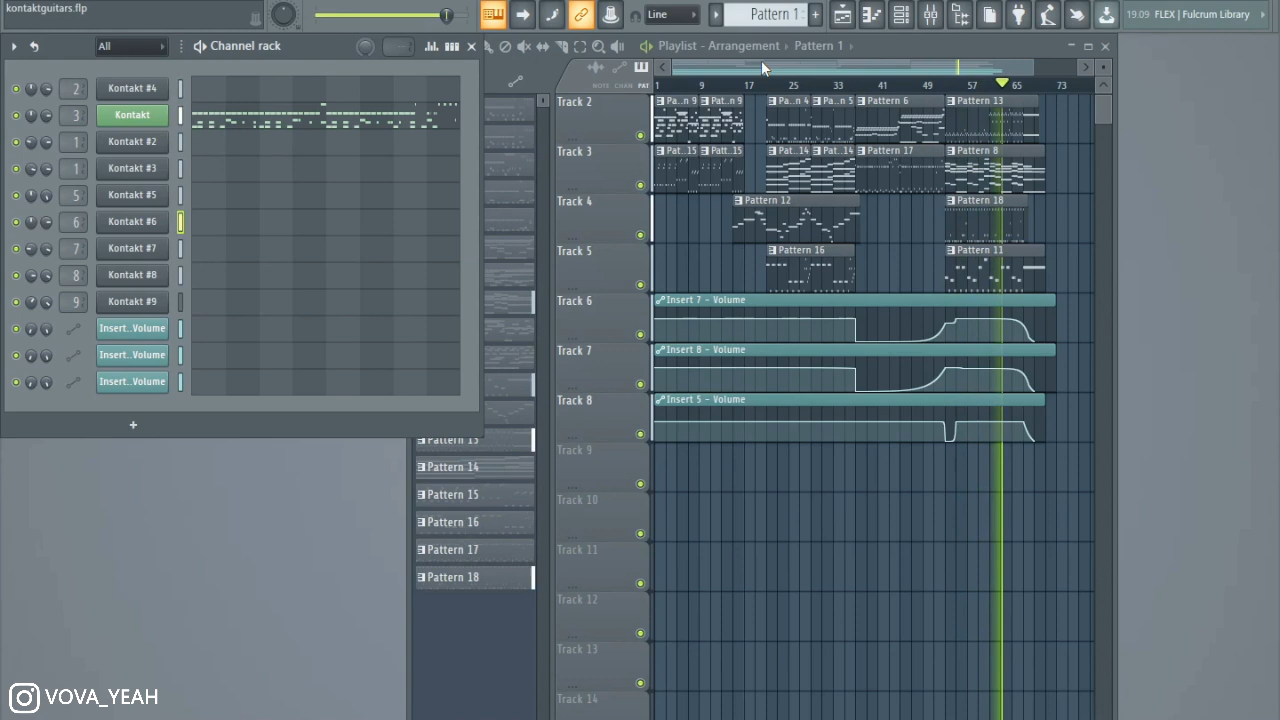 kontaktguitars.flp
Line
Pattern 1
+
19.09 FLEX | Fulcrum Library
All
Channel rack
Playlist - Arrangement › Pattern 1 ›
NOTE CHAN PAT
1 9 17 25 33 41 49 57 65 73
2 Kontakt #4
3 Kontakt
1 Kontakt #2
1 Kontakt #3
5 Kontakt #5
6 Kontakt #6
7 Kontakt #7
8 Kontakt #8
9 Kontakt #9
Insert..Volume
Insert..Volume
Insert..Volume
+
Pattern 13
Pattern 14
Pattern 15
Pattern 16
Pattern 17
Pattern 18
Track 2
Pa..n 9 Pat..n 9 Pa..n 4 Pa..n 5 Pattern 6 Pattern 13
Track 3
Pat..15 Pat..15 Pat..14 Pat..14 Pattern 17 Pattern 8
Track 4
Pattern 12 Pattern 18
Track 5
Pattern 16 Pattern 11
Track 6
Insert 7 - Volume
Track 7
Insert 8 - Volume
Track 8
Insert 5 - Volume
Track 9
Track 10
Track 11
Track 12
Track 13
Track 14
VOVA_YEAH